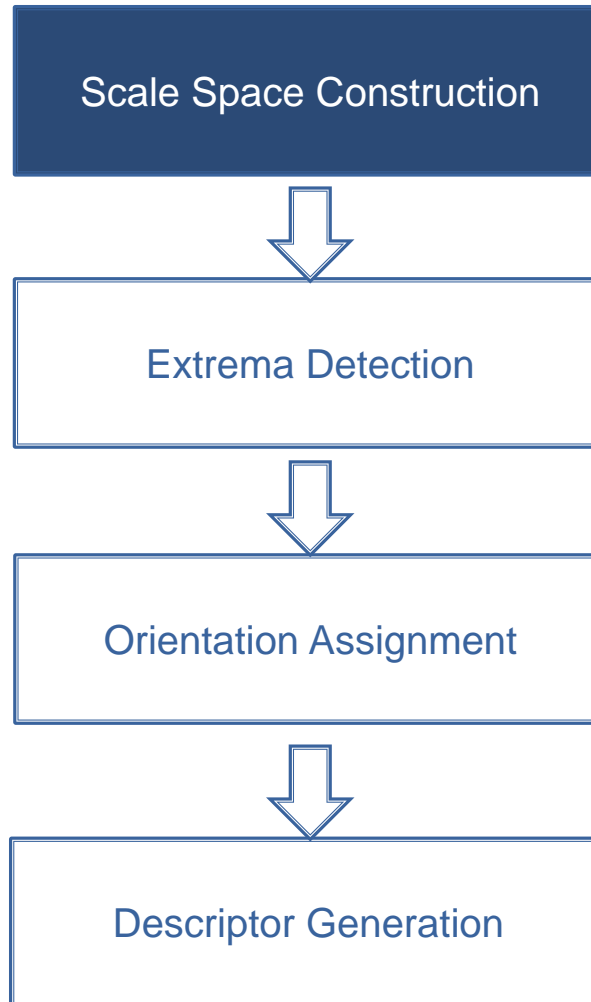 Scale Space Construction
Extrema Detection
Orientation Assignment
Descriptor Generation